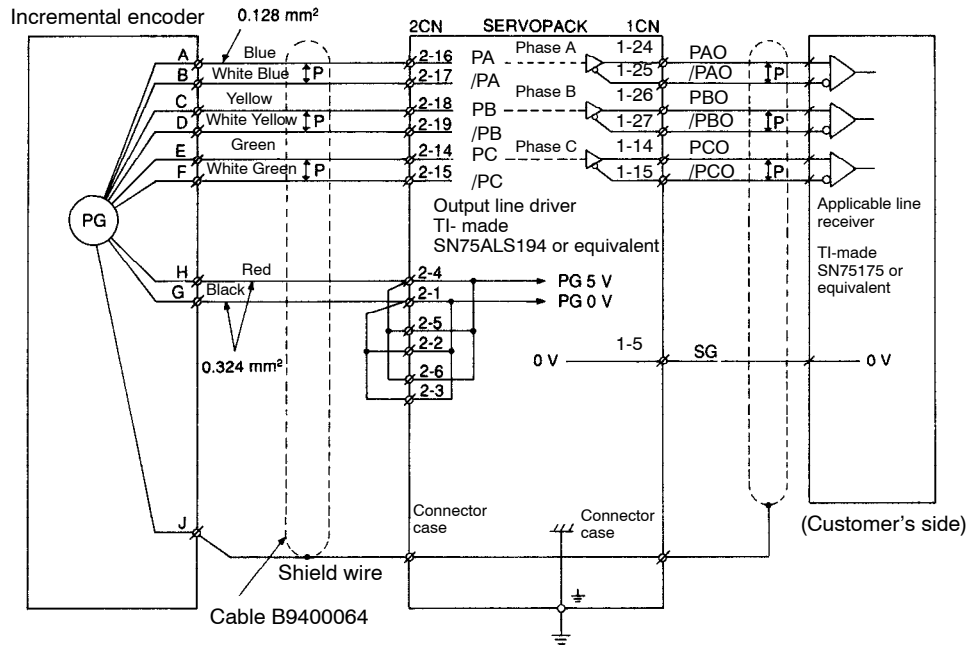 Incremental encoder
0.128 mm²
2CN SERVOPACK 1CN
A Blue 2-16 PA Phase A 1-24 PAO
B White Blue P 2-17 /PA 1-25 /PAO P
C Yellow 2-18 PB Phase B 1-26 PBO
D White Yellow P 2-19 /PB 1-27 /PBO P
E Green 2-14 PC Phase C 1-14 PCO
F White Green P 2-15 /PC 1-15 /PCO P
PG
Output line driver
TI- made
SN75ALS194 or equivalent
Applicable line
receiver
TI-made
SN75175 or
equivalent
H Red 2-4 PG 5 V
G Black 2-1 PG 0 V
2-5
2-2
2-6
2-3
0.324 mm²
0 V 1-5 SG 0 V
J
Connector
case
Connector
case
(Customer's side)
Shield wire
Cable B9400064